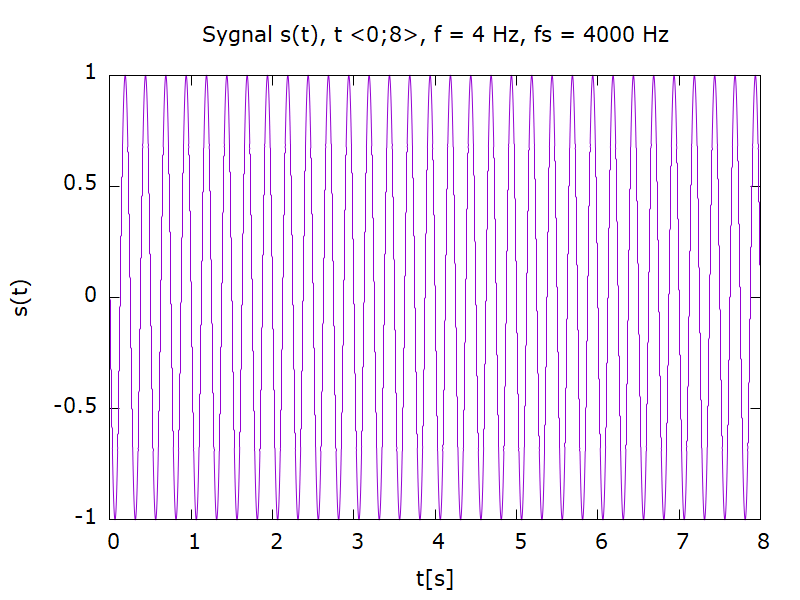 Sygnal s(t), t <0;8>, f = 4 Hz, fs = 4000 Hz
1
0.5
0
-0.5
-1
s(t)
0 1 2 3 4 5 6 7 8
t[s]